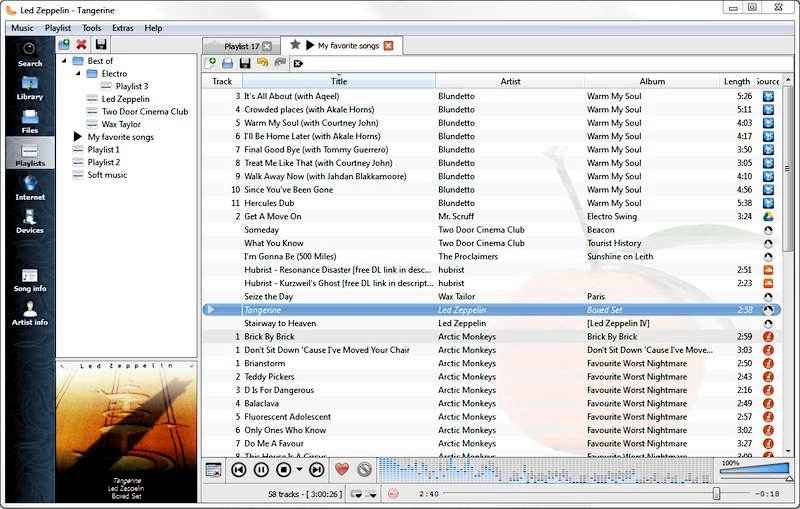 Led Zeppelin - Tangerine
Music Playlist Tools Extras Help
Search
Library
Files
Playlists
Internet
Devices
Song info
Artist info
Best of
Electro
Playlist 3
Led Zeppelin
Two Door Cinema Club
Wax Taylor
My favorite songs
Playlist 1
Playlist 2
Soft music
Led Zeppelin
Tangerine
Led Zeppelin
Boxed Set
Playlist 17 My favorite songs
Track Title Artist Album Length Source
3 It's All About (with Aqeel) Blundetto Warm My Soul 5:26
4 Crowded places (with Akale Horns) Blundetto Warm My Soul 5:11
5 Warm My Soul (with Courtney John) Blundetto Warm My Soul 4:03
6 I'll Be Home Later (with Akale Horns) Blundetto Warm My Soul 4:17
7 Final Good Bye (with Tommy Guerrero) Blundetto Warm My Soul 3:50
8 Treat Me Like That (with Courtney John) Blundetto Warm My Soul 3:05
9 Walk Away Now (with Jahdan Blakkamoore) Blundetto Warm My Soul 4:10
10 Since You've Been Gone Blundetto Warm My Soul 4:56
11 Hercules Dub Blundetto Warm My Soul 5:38
2 Get A Move On Mr. Scruff Electro Swing 3:24
Someday Two Door Cinema Club Beacon
What You Know Two Door Cinema Club Tourist History
I'm Gonna Be (500 Miles) The Proclaimers Sunshine on Leith
Hubrist - Resonance Disaster [free DL link in desc... hubrist 2:51
Hubrist - Kurzweil's Ghost [free DL link in descript... hubrist 2:23
Seize the Day Wax Tailor Paris
Tangerine Led Zeppelin Boxed Set 2:58
Stairway to Heaven Led Zeppelin [Led Zeppelin IV]
1 Brick By Brick Arctic Monkeys Brick By Brick 2:59
1 Don't Sit Down 'Cause I've Moved Your Chair Arctic Monkeys Don't Sit Down 'Cause I've Move... 3:03
1 Brianstorm Arctic Monkeys Favourite Worst Nightmare 2:50
2 Teddy Pickers Arctic Monkeys Favourite Worst Nightmare 2:43
3 D Is For Dangerous Arctic Monkeys Favourite Worst Nightmare 2:16
4 Balaclava Arctic Monkeys Favourite Worst Nightmare 2:49
5 Fluorescent Adolescent Arctic Monkeys Favourite Worst Nightmare 2:57
6 Only Ones Who Know Arctic Monkeys Favourite Worst Nightmare 3:02
7 Do Me A Favour Arctic Monkeys Favourite Worst Nightmare 3:27
8 This House Is A Circus Arctic Monkeys Favourite Worst Nightmare 3:09
100%
58 tracks - [ 3:00:26 ] 2:40 -0:18